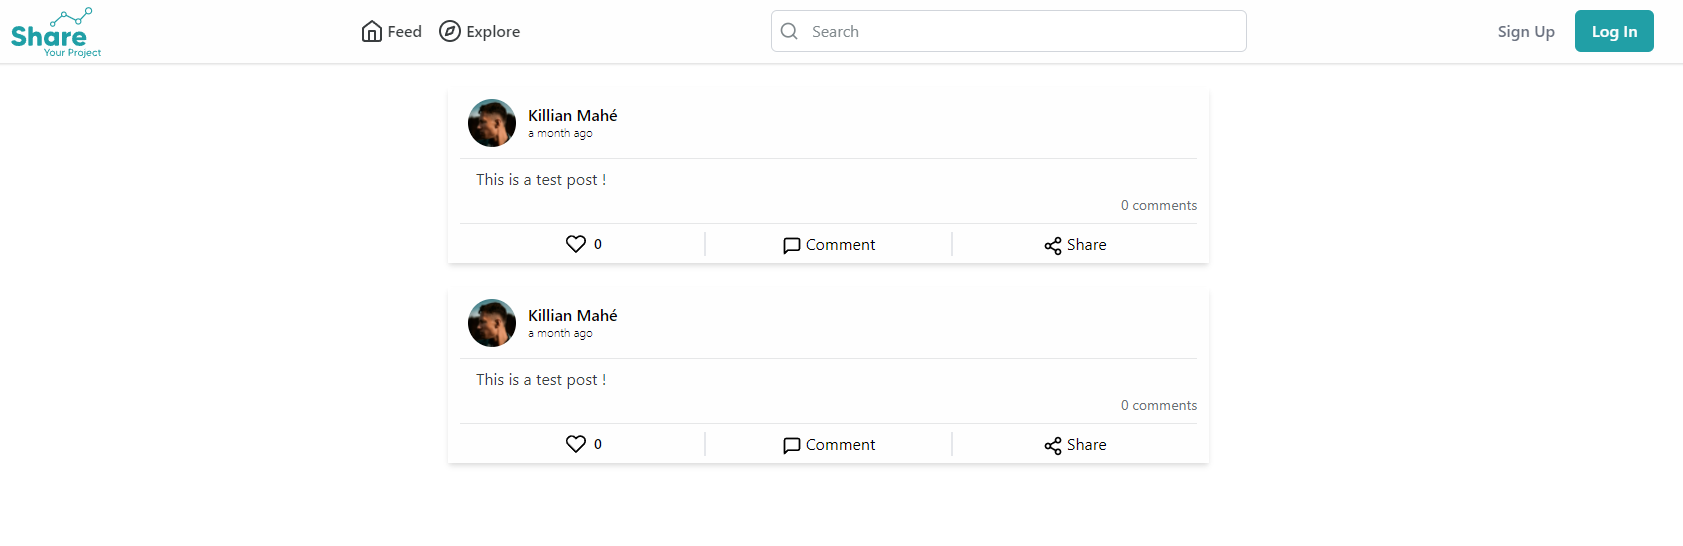 Share
Your Project
Feed
Explore
Search
Sign Up
Log In
Killian Mahé
a month ago
This is a test post !
0 comments
0
Comment
Share
Killian Mahé
a month ago
This is a test post !
0 comments
0
Comment
Share